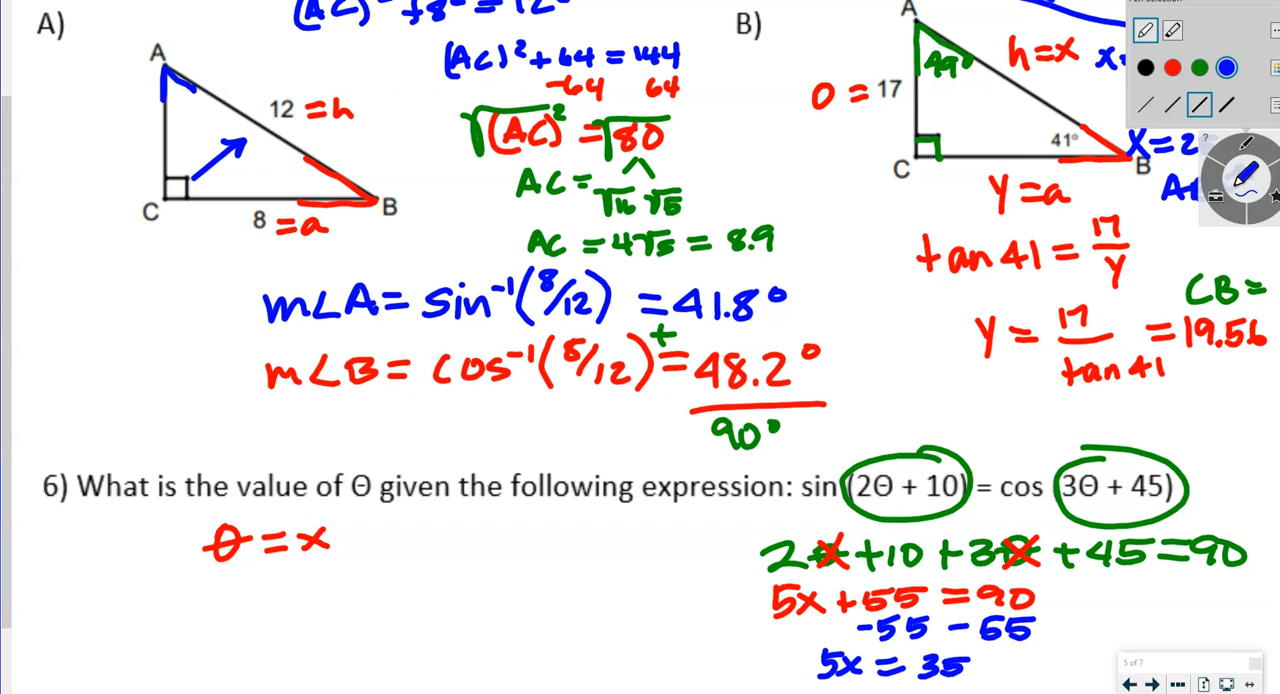 (AC)² + 8² = 12²
A)
A
12 = h
C
8 = a
B
(AC)² + 64 = 144
-64 64
√(AC)² = √80
AC = √16 √5
AC = 4√5 = 8.9
B)
A
49°
h = x
O = 17
41°
C
B
y = a
x = 2
tan 41 = 17/y
CB =
y = 17/tan 41 = 19.56
m∠A = sin⁻¹(8/12) = 41.8°
+
m∠B = cos⁻¹(8/12) = 48.2°
90°
6) What is the value of Θ given the following expression: sin (2Θ + 10) = cos (3Θ + 45)
θ = x
2x + 10 + 3x + 45 = 90
5x + 55 = 90
-55 -55
5x = 35
5 of 7